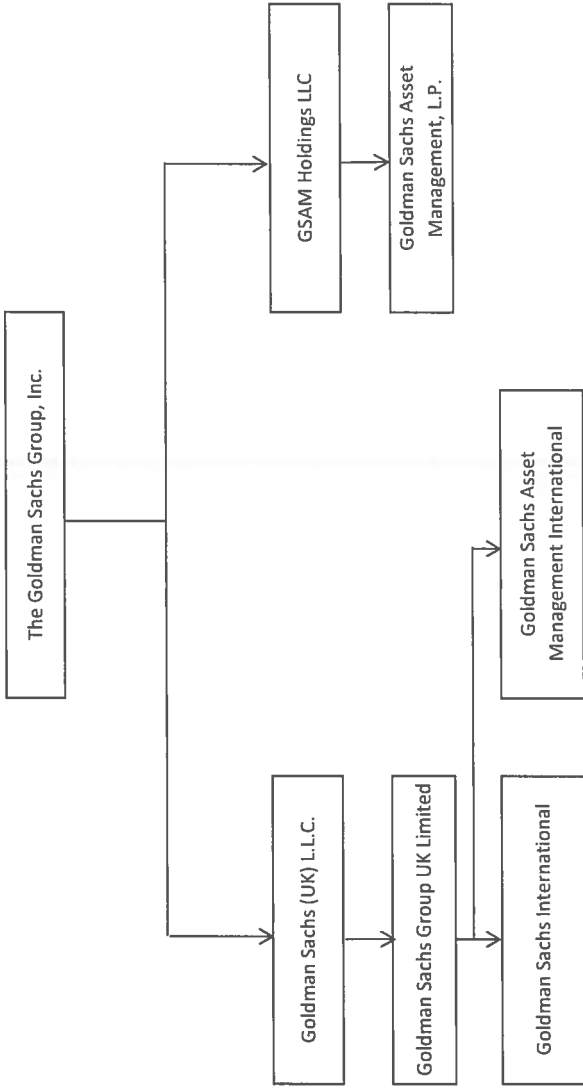 The Goldman Sachs Group, Inc.
Goldman Sachs (UK) L.L.C.
GSAM Holdings LLC
Goldman Sachs Group UK Limited
Goldman Sachs Asset
Management, L.P.
Goldman Sachs International
Goldman Sachs Asset
Management International